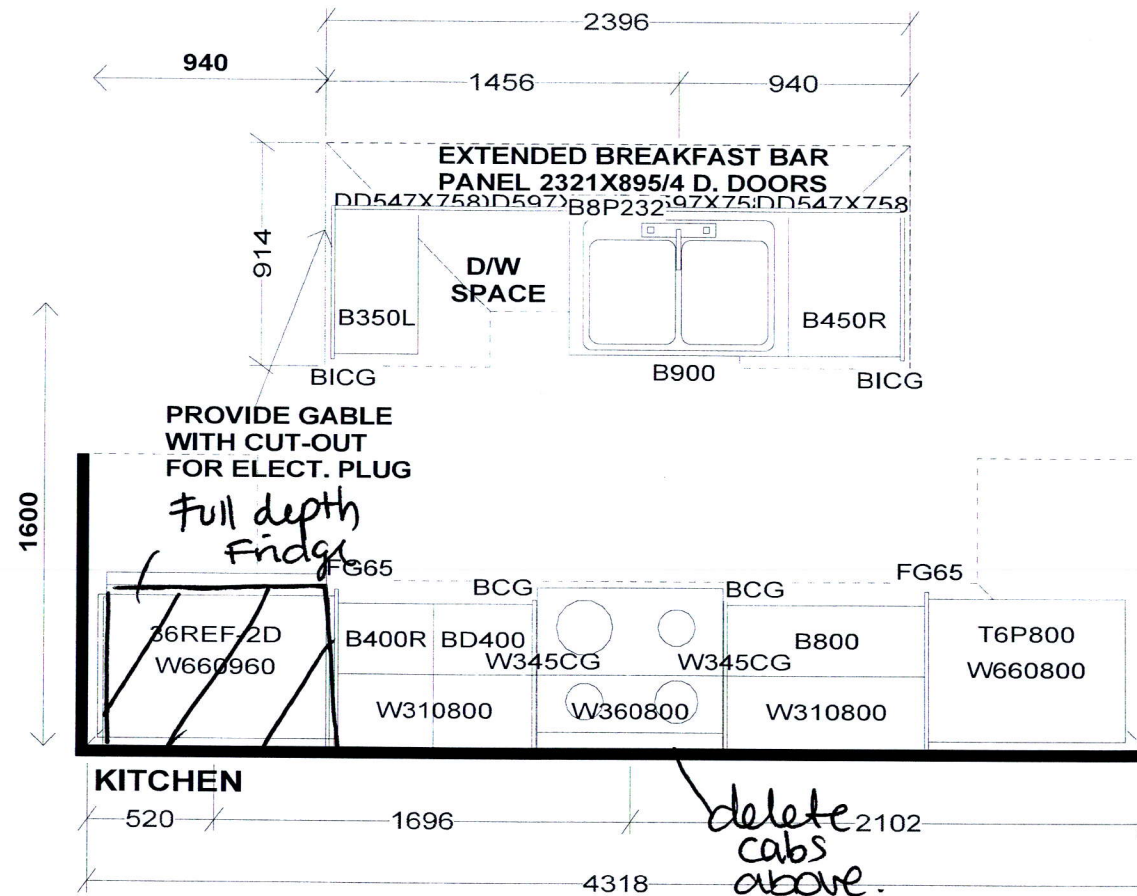 2396
940
1456
940
EXTENDED BREAKFAST BAR
PANEL 2321X895/4 D. DOORS
DD547X758
DD547X758
B8P232
914
D/W
SPACE
B350L
B450R
B900
BICG
BICG
PROVIDE GABLE
WITH CUT-OUT
FOR ELECT. PLUG
1600
Full depth
Fridge
FG65
BCG
BCG
FG65
36REF-2D
W660960
B400R
BD400
W345CG
W345CG
B800
T6P800
W660800
W310800
W360800
W310800
KITCHEN
520
1696
2102
delete
cabs
above.
4318